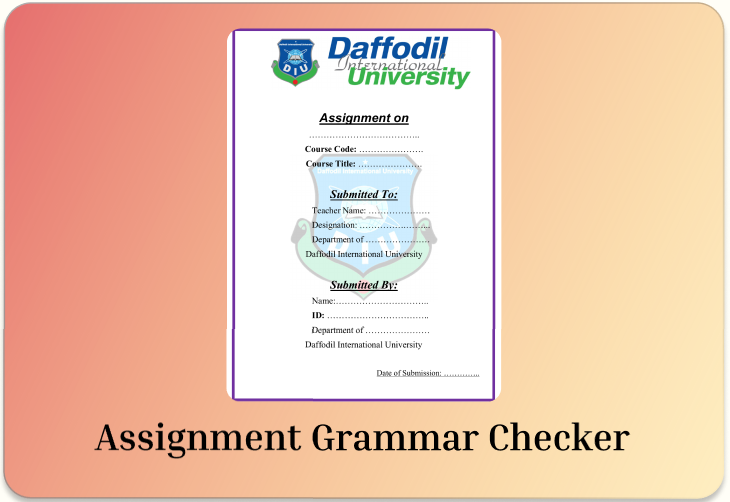 Daffodil
International
University
DIU
Assignment on
………………………………..
Course Code: ………………….
Course Title: ………………….
Daffodil International University
Submitted To:
Teacher Name: …………………
Designation: ……………………..
Department of ………………….
Daffodil International University
DIU
Submitted By:
Name:…………………………..
ID: ……………………………..
Department of ………………….
Daffodil International University
Date of Submission: …………..
Assignment Grammar Checker